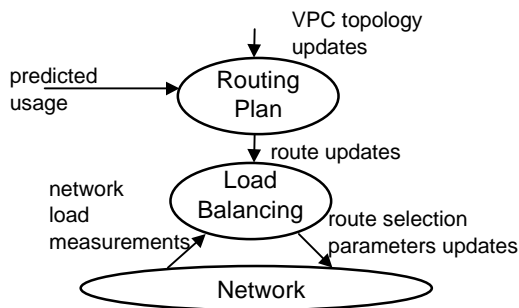 VPC topology
updates
predicted
usage
Routing
Plan
route updates
network
load
measurements
Load
Balancing
route selection
parameters updates
Network